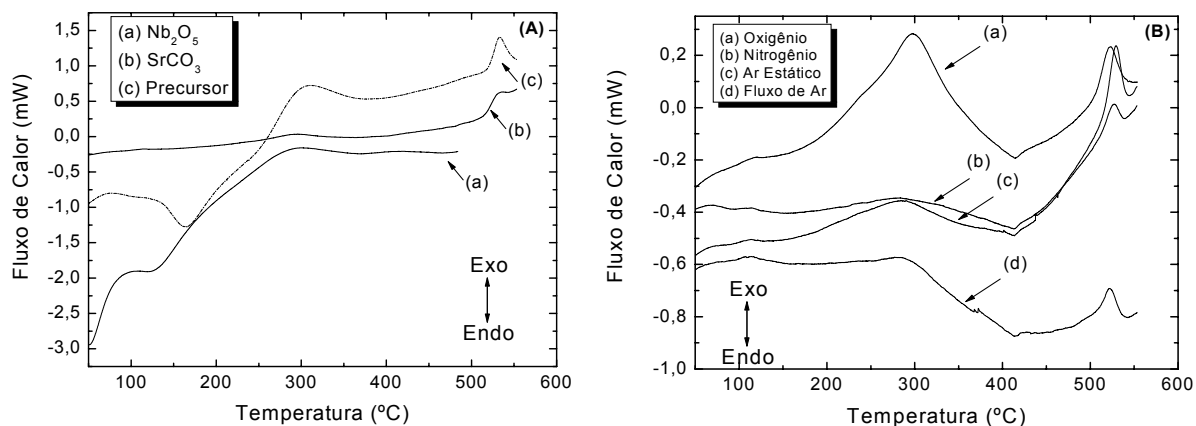 (A)
(a) Nb₂O₅
(b) SrCO₃
(c) Precursor
1,5
1,0
0,5
0,0
-0,5
-1,0
-1,5
-2,0
-2,5
-3,0
Fluxo de Calor (mW)
(c)
(b)
(a)
Exo
Endo
100 200 300 400 500 600
Temperatura (ºC)
(B)
(a) Oxigênio
(b) Nitrogênio
(c) Ar Estático
(d) Fluxo de Ar
0,2
0,0
-0,2
-0,4
-0,6
-0,8
-1,0
Fluxo de Calor (mW)
(a)
(b)
(c)
(d)
Exo
Endo
100 200 300 400 500 600
Temperatura (ºC)